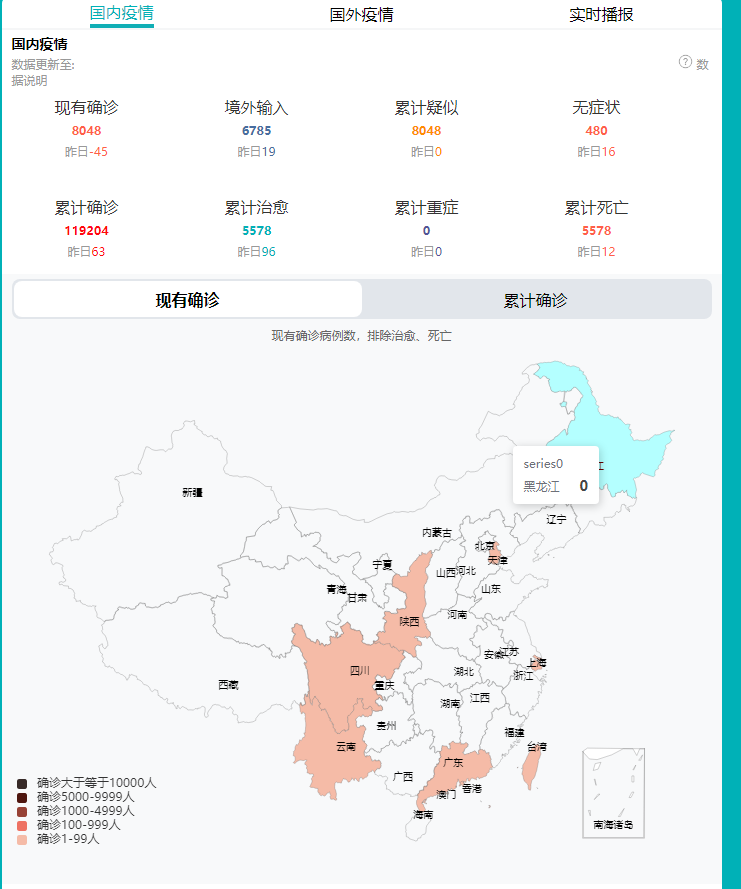 国内疫情 国外疫情 实时播报
国内疫情
数据更新至:
? 数
据说明
现有确诊 境外输入 累计疑似 无症状
8048 6785 8048 480
昨日-45 昨日19 昨日0 昨日16
累计确诊 累计治愈 累计重症 累计死亡
119204 5578 0 5578
昨日63 昨日96 昨日0 昨日12
现有确诊 累计确诊
现有确诊病例数，排除治愈、死亡
series0
江
黑龙江 0
新疆
辽宁
内蒙古
北京
天津
宁夏
山西
河北
青海
甘肃
山东
陕西
河南
安徽
江苏
上海
四川
湖北
浙江
西藏
重庆
湖南
江西
贵州
福建
云南
台湾
广东
广西
香港
澳门
海南
南海诸岛
确诊大于等于10000人
确诊5000-9999人
确诊1000-4999人
确诊100-999人
确诊1-99人